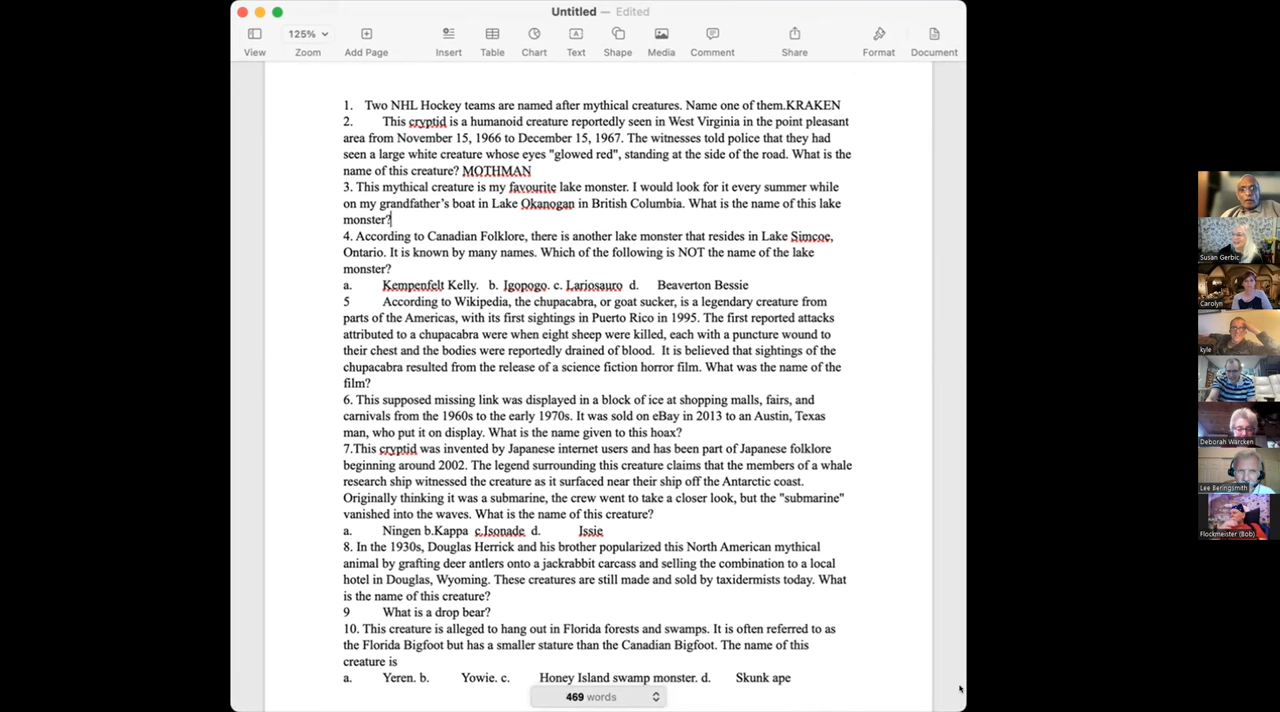 Untitled — Edited
125%
View Zoom Add Page Insert Table Chart Text Shape Media Comment Share Format Document
1. Two NHL Hockey teams are named after mythical creatures. Name one of them.KRAKEN
2. This cryptid is a humanoid creature reportedly seen in West Virginia in the point pleasant
area from November 15, 1966 to December 15, 1967. The witnesses told police that they had
seen a large white creature whose eyes "glowed red", standing at the side of the road. What is the
name of this creature? MOTHMAN
3. This mythical creature is my favourite lake monster. I would look for it every summer while
on my grandfather's boat in Lake Okanogan in British Columbia. What is the name of this lake
monster?
4. According to Canadian Folklore, there is another lake monster that resides in Lake Simcoe,
Ontario. It is known by many names. Which of the following is NOT the name of the lake
monster?
a. Kempenfelt Kelly. b. Igopogo. c. Lariosauro d. Beaverton Bessie
5 According to Wikipedia, the chupacabra, or goat sucker, is a legendary creature from
parts of the Americas, with its first sightings in Puerto Rico in 1995. The first reported attacks
attributed to a chupacabra were when eight sheep were killed, each with a puncture wound to
their chest and the bodies were reportedly drained of blood. It is believed that sightings of the
chupacabra resulted from the release of a science fiction horror film. What was the name of the
film?
6. This supposed missing link was displayed in a block of ice at shopping malls, fairs, and
carnivals from the 1960s to the early 1970s. It was sold on eBay in 2013 to an Austin, Texas
man, who put it on display. What is the name given to this hoax?
7.This cryptid was invented by Japanese internet users and has been part of Japanese folklore
beginning around 2002. The legend surrounding this creature claims that the members of a whale
research ship witnessed the creature as it surfaced near their ship off the Antarctic coast.
Originally thinking it was a submarine, the crew went to take a closer look, but the "submarine"
vanished into the waves. What is the name of this creature?
a. Ningen b.Kappa c.Isonade d. Issie
8. In the 1930s, Douglas Herrick and his brother popularized this North American mythical
animal by grafting deer antlers onto a jackrabbit carcass and selling the combination to a local
hotel in Douglas, Wyoming. These creatures are still made and sold by taxidermists today. What
is the name of this creature?
9 What is a drop bear?
10. This creature is alleged to hang out in Florida forests and swamps. It is often referred to as
the Florida Bigfoot but has a smaller stature than the Canadian Bigfoot. The name of this
creature is
a. Yeren. b. Yowie. c. Honey Island swamp monster. d. Skunk ape
469 words
Susan Gerbic
Carolyn
kyle
Deborah Warcken
Lee Beringsmith
Flockmeister (Bob)